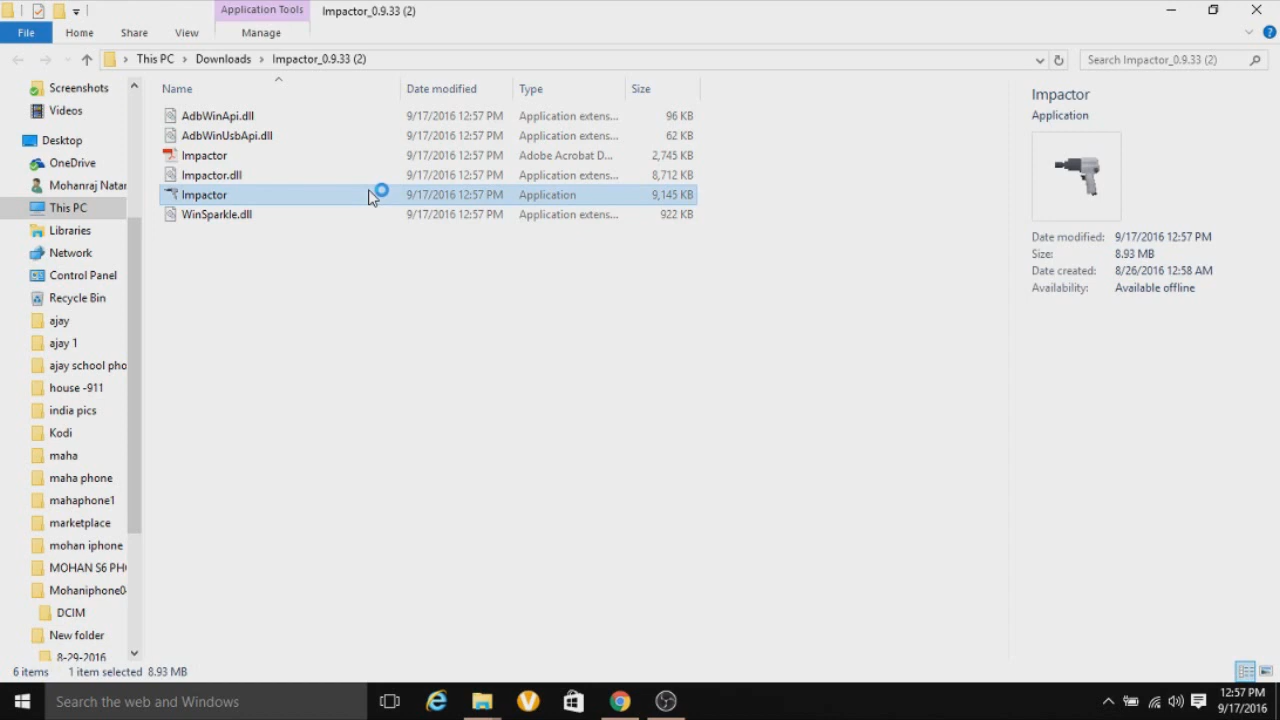 Application Tools
Impactor_0.9.33 (2)
File
Home
Share
View
Manage
This PC
Downloads
Impactor_0.9.33 (2)
Search Impactor_0.9.33 (2)
Screenshots
Videos
Desktop
OneDrive
Mohanraj Natar
This PC
Libraries
Network
Control Panel
Recycle Bin
ajay
ajay 1
ajay school pho
house -911
india pics
Kodi
maha
maha phone
mahaphone1
marketplace
mohan iphone
MOHAN S6 PH
Mohaniphone6
DCIM
New folder
8-29-2016
Name Date modified Type Size
AdbWinApi.dll 9/17/2016 12:57 PM Application extens... 96 KB
AdbWinUsbApi.dll 9/17/2016 12:57 PM Application extens... 62 KB
Impactor 9/17/2016 12:57 PM Adobe Acrobat D... 2,745 KB
Impactor.dll 9/17/2016 12:57 PM Application extens... 8,712 KB
Impactor 9/17/2016 12:57 PM Application 9,145 KB
WinSparkle.dll 9/17/2016 12:57 PM Application extens... 922 KB
Impactor
Application
Date modified: 9/17/2016 12:57 PM
Size: 8.93 MB
Date created: 8/26/2016 12:58 AM
Availability: Available offline
6 items 1 item selected 8.93 MB
Search the web and Windows
12:57 PM
9/17/2016